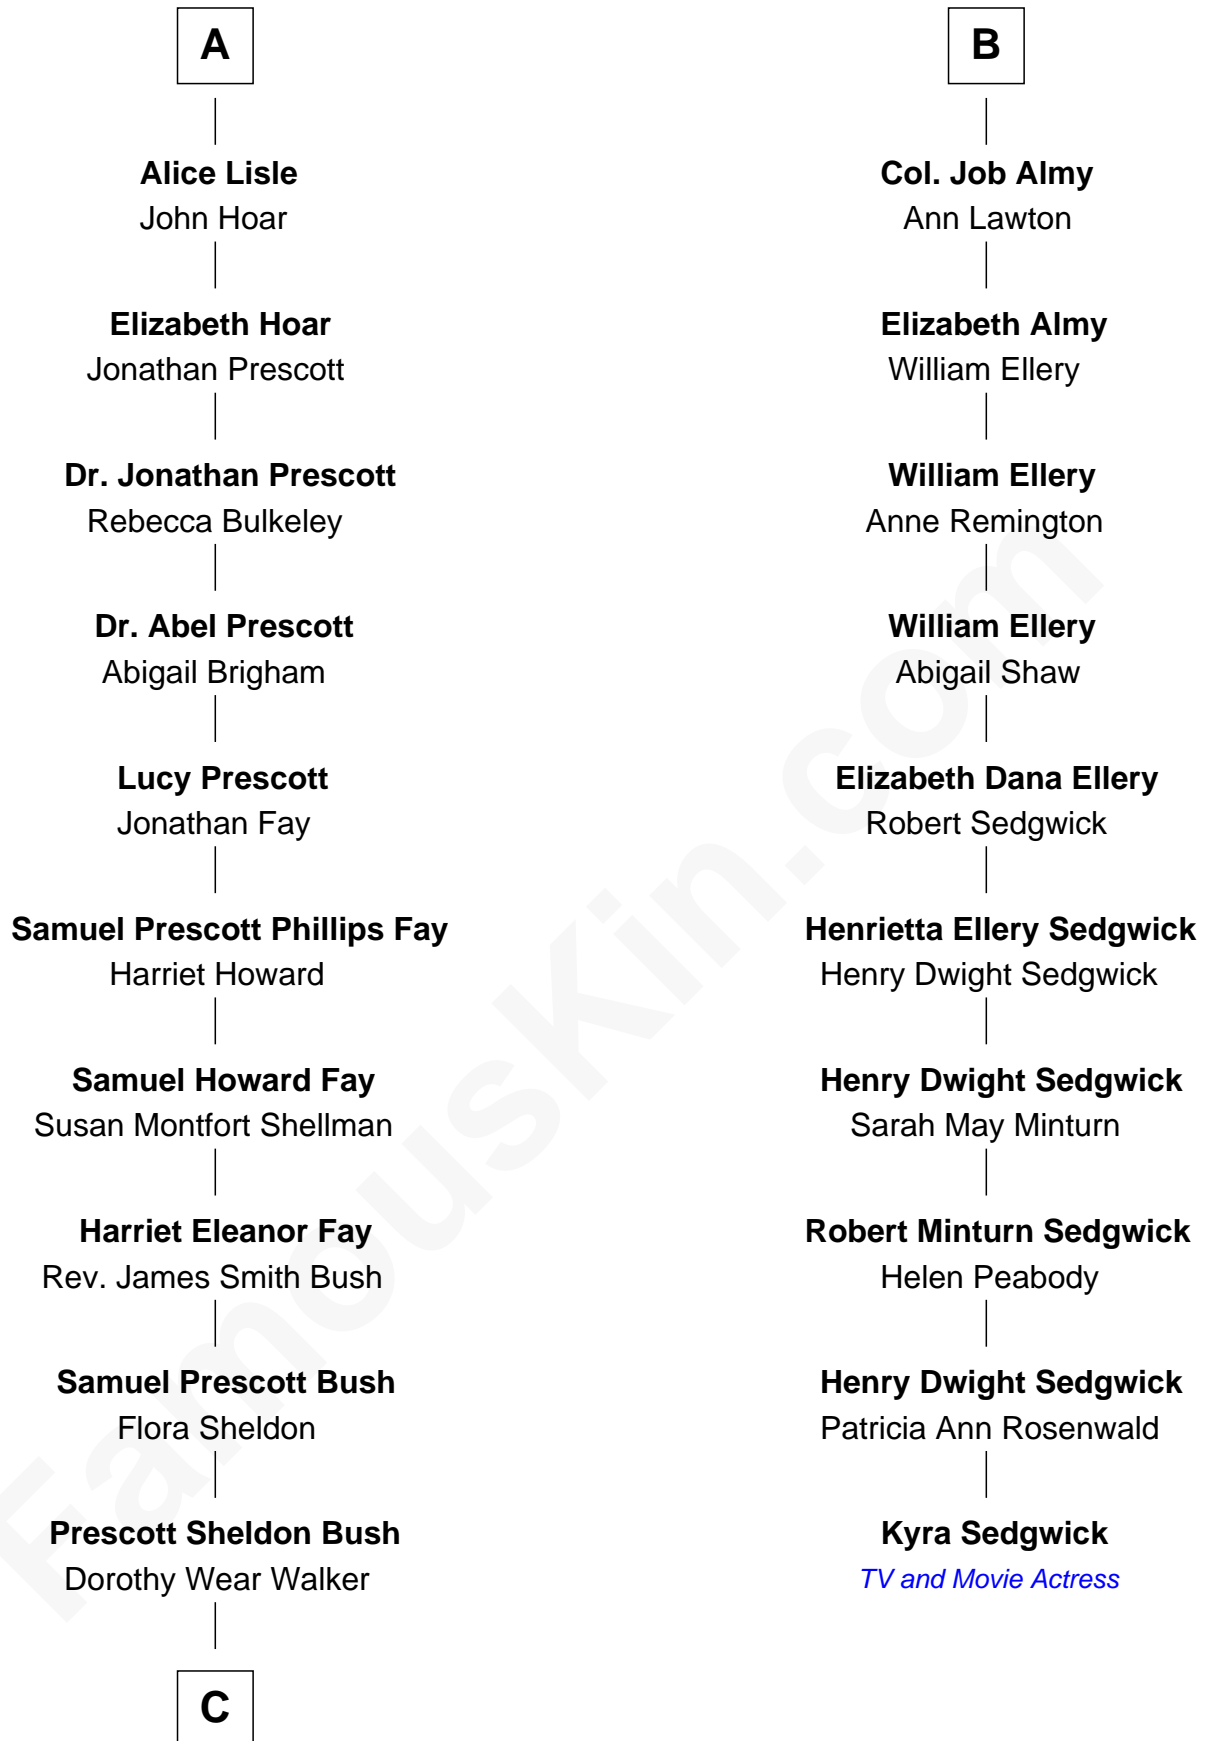 A
Alice Lisle
John Hoar
Elizabeth Hoar
Jonathan Prescott
Dr. Jonathan Prescott
Rebecca Bulkeley
Dr. Abel Prescott
Abigail Brigham
Lucy Prescott
Jonathan Fay
Samuel Prescott Phillips Fay
Harriet Howard
Samuel Howard Fay
Susan Montfort Shellman
Harriet Eleanor Fay
Rev. James Smith Bush
Samuel Prescott Bush
Flora Sheldon
Prescott Sheldon Bush
Dorothy Wear Walker
C
B
Col. Job Almy
Ann Lawton
Elizabeth Almy
William Ellery
William Ellery
Anne Remington
William Ellery
Abigail Shaw
Elizabeth Dana Ellery
Robert Sedgwick
Henrietta Ellery Sedgwick
Henry Dwight Sedgwick
Henry Dwight Sedgwick
Sarah May Minturn
Robert Minturn Sedgwick
Helen Peabody
Henry Dwight Sedgwick
Patricia Ann Rosenwald
Kyra Sedgwick
TV and Movie Actress
FamousKin.com